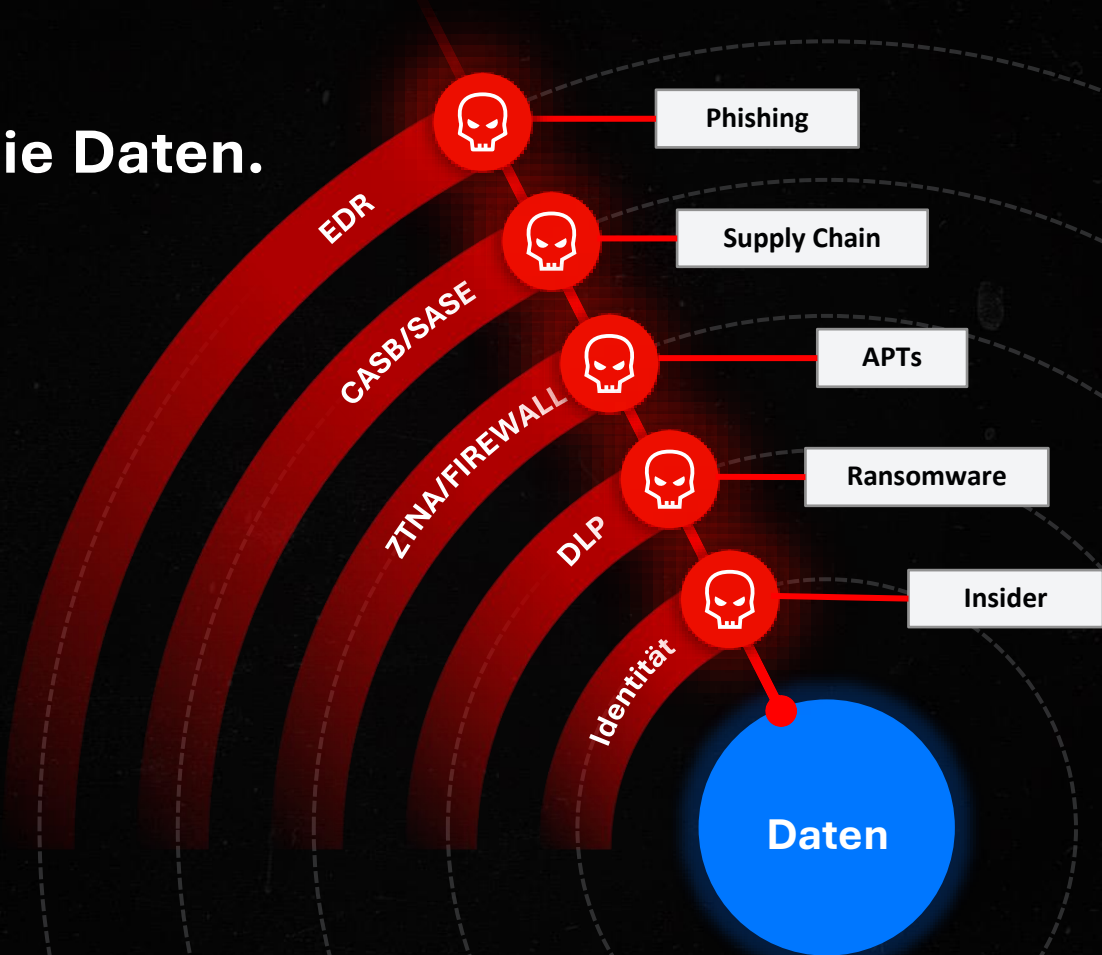 ie Daten.
Phishing
EDR
Supply Chain
CASB/SASE
APTs
ZTNA/FIREWALL
Ransomware
DLP
Insider
Identität
Daten